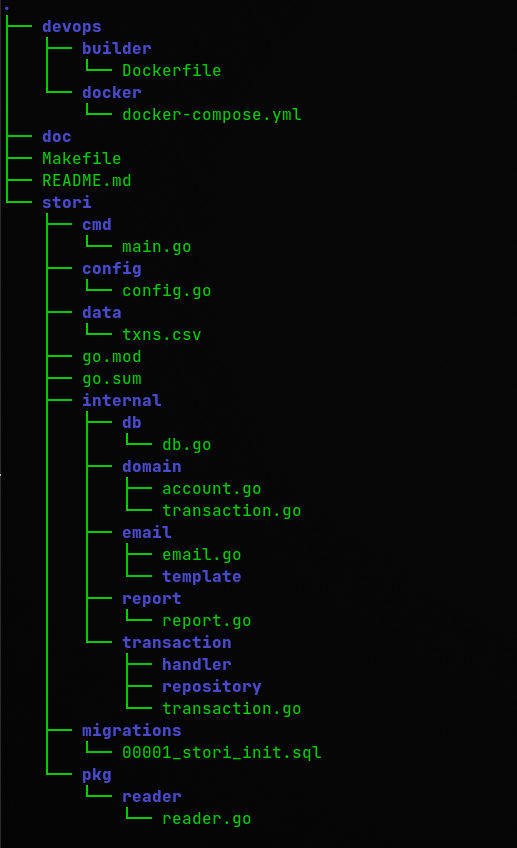 .
devops
builder
Dockerfile
docker
docker-compose.yml
doc
Makefile
README.md
stori
cmd
main.go
config
config.go
data
txns.csv
go.mod
go.sum
internal
db
db.go
domain
account.go
transaction.go
email
email.go
template
report
report.go
transaction
handler
repository
transaction.go
migrations
00001_stori_init.sql
pkg
reader
reader.go